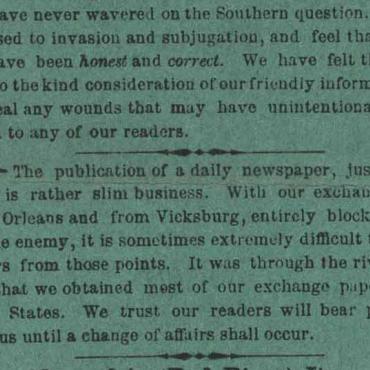 ave never wavered on the Southern question.
sed to invasion and subjugation, and feel tha
ave been honest and correct. We have felt t
o the kind consideration of our friendly inform
eal any wounds that may have unintentiona
to any of our readers.
The publication of a daily newspaper, jus
is rather slim business. With our exchan
Orleans and from Vicksburg, entirely block
e enemy, it is sometimes extremely difficult
s from those points. It was through the ri
hat we obtained most of our exchange pape
States. We trust our readers will bear p
us until a change of affairs shall occur.